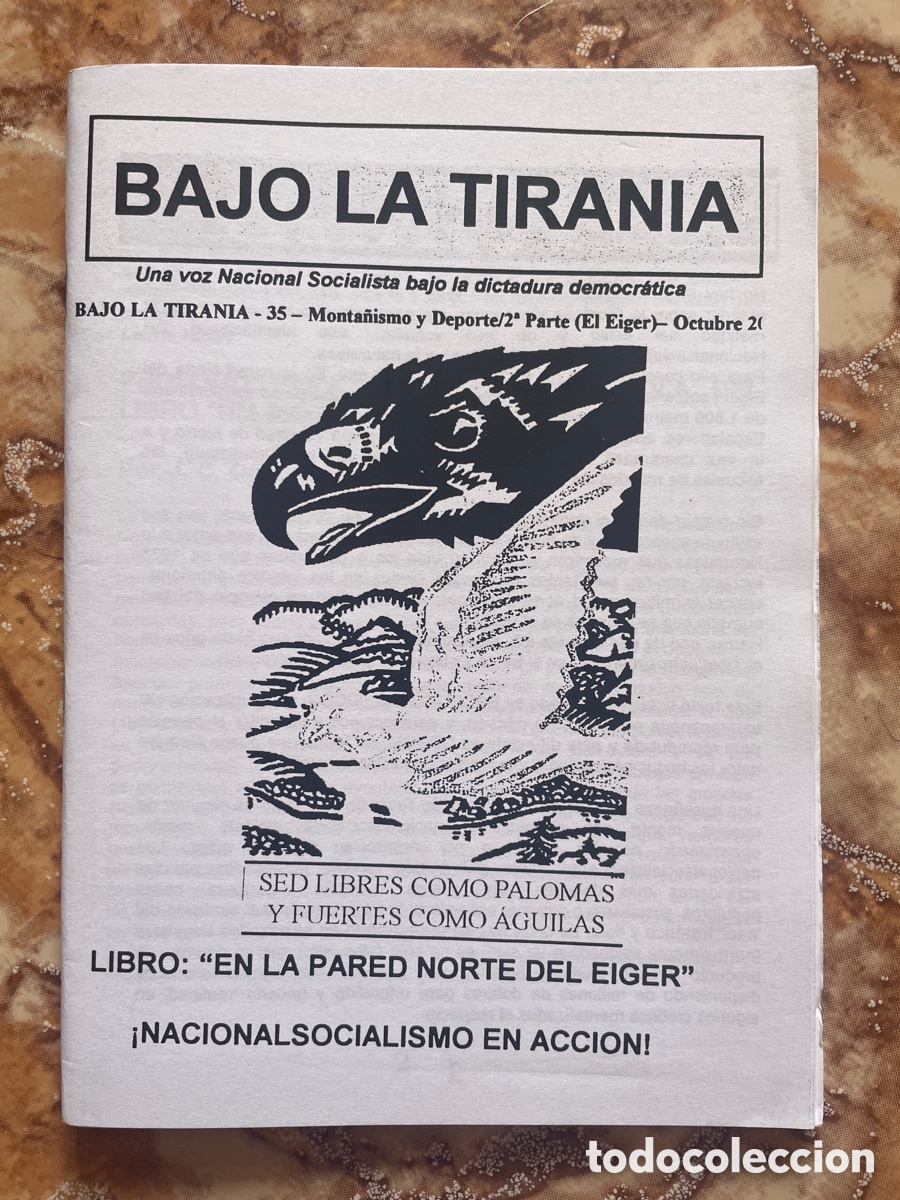 BAJO LA TIRANIA
Una voz Nacional Socialista bajo la dictadura democrática
BAJO LA TIRANIA - 35 – Montañismo y Deporte/2ª Parte (El Eiger)– Octubre 20
SED LIBRES COMO PALOMAS
Y FUERTES COMO ÁGUILAS
LIBRO: “EN LA PARED NORTE DEL EIGER”
¡NACIONALSOCIALISMO EN ACCION!
todocoleccion